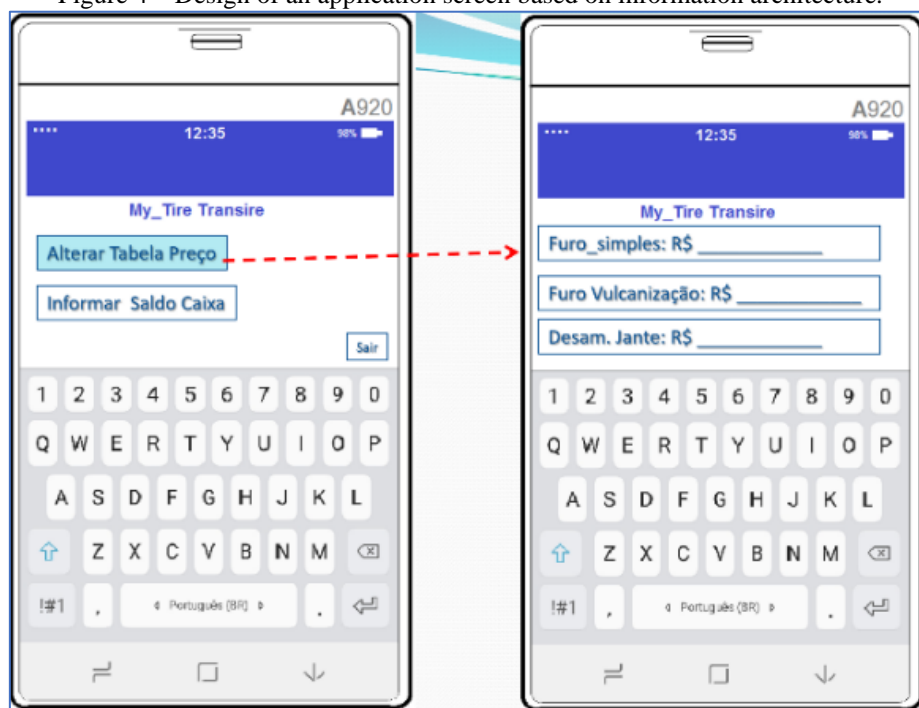 Figure 4 – Design of an application screen based on information architecture.
A920
12:35
98%
My_Tire Transire
Alterar Tabela Preço
Informar Saldo Caixa
Sair
1 2 3 4 5 6 7 8 9 0
Q W E R T Y U I O P
A S D F G H J K L
Z X C V B N M
!#1 , Português (BR) .
A920
12:35
98%
My_Tire Transire
Furo_simples: R$ ____________
Furo Vulcanização: R$ ____________
Desam. Jante: R$ ____________
1 2 3 4 5 6 7 8 9 0
Q W E R T Y U I O P
A S D F G H J K L
Z X C V B N M
!#1 , Português (BR) .